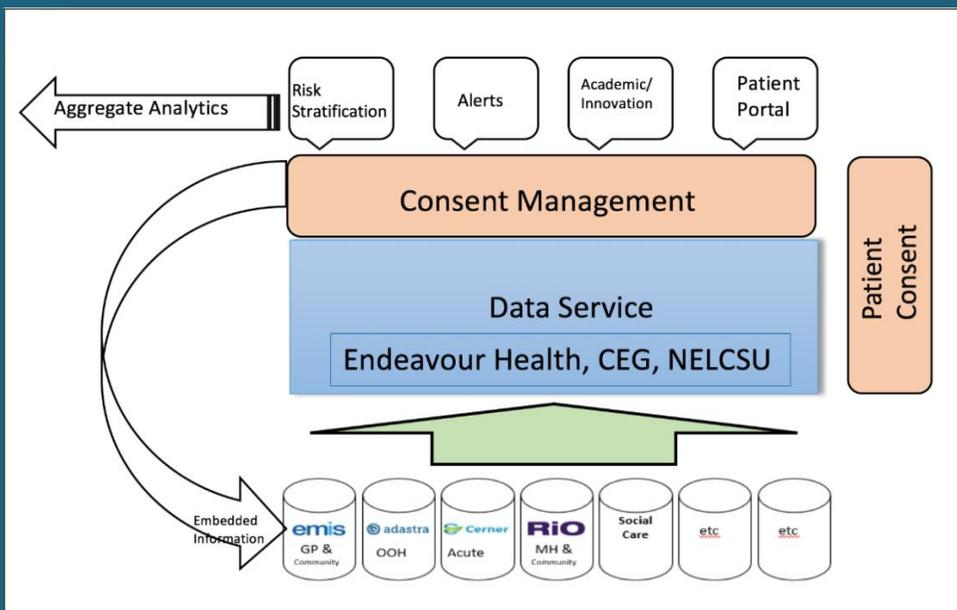 Aggregate Analytics
Risk
Stratification
Alerts
Academic/
Innovation
Patient
Portal
Consent Management
Patient
Consent
Data Service
Endeavour Health, CEG, NELCSU
Embedded
Information
emis
GP &
Community
adastra
OOH
Cerner
Acute
RiO
MH &
Community
Social
Care
etc
etc